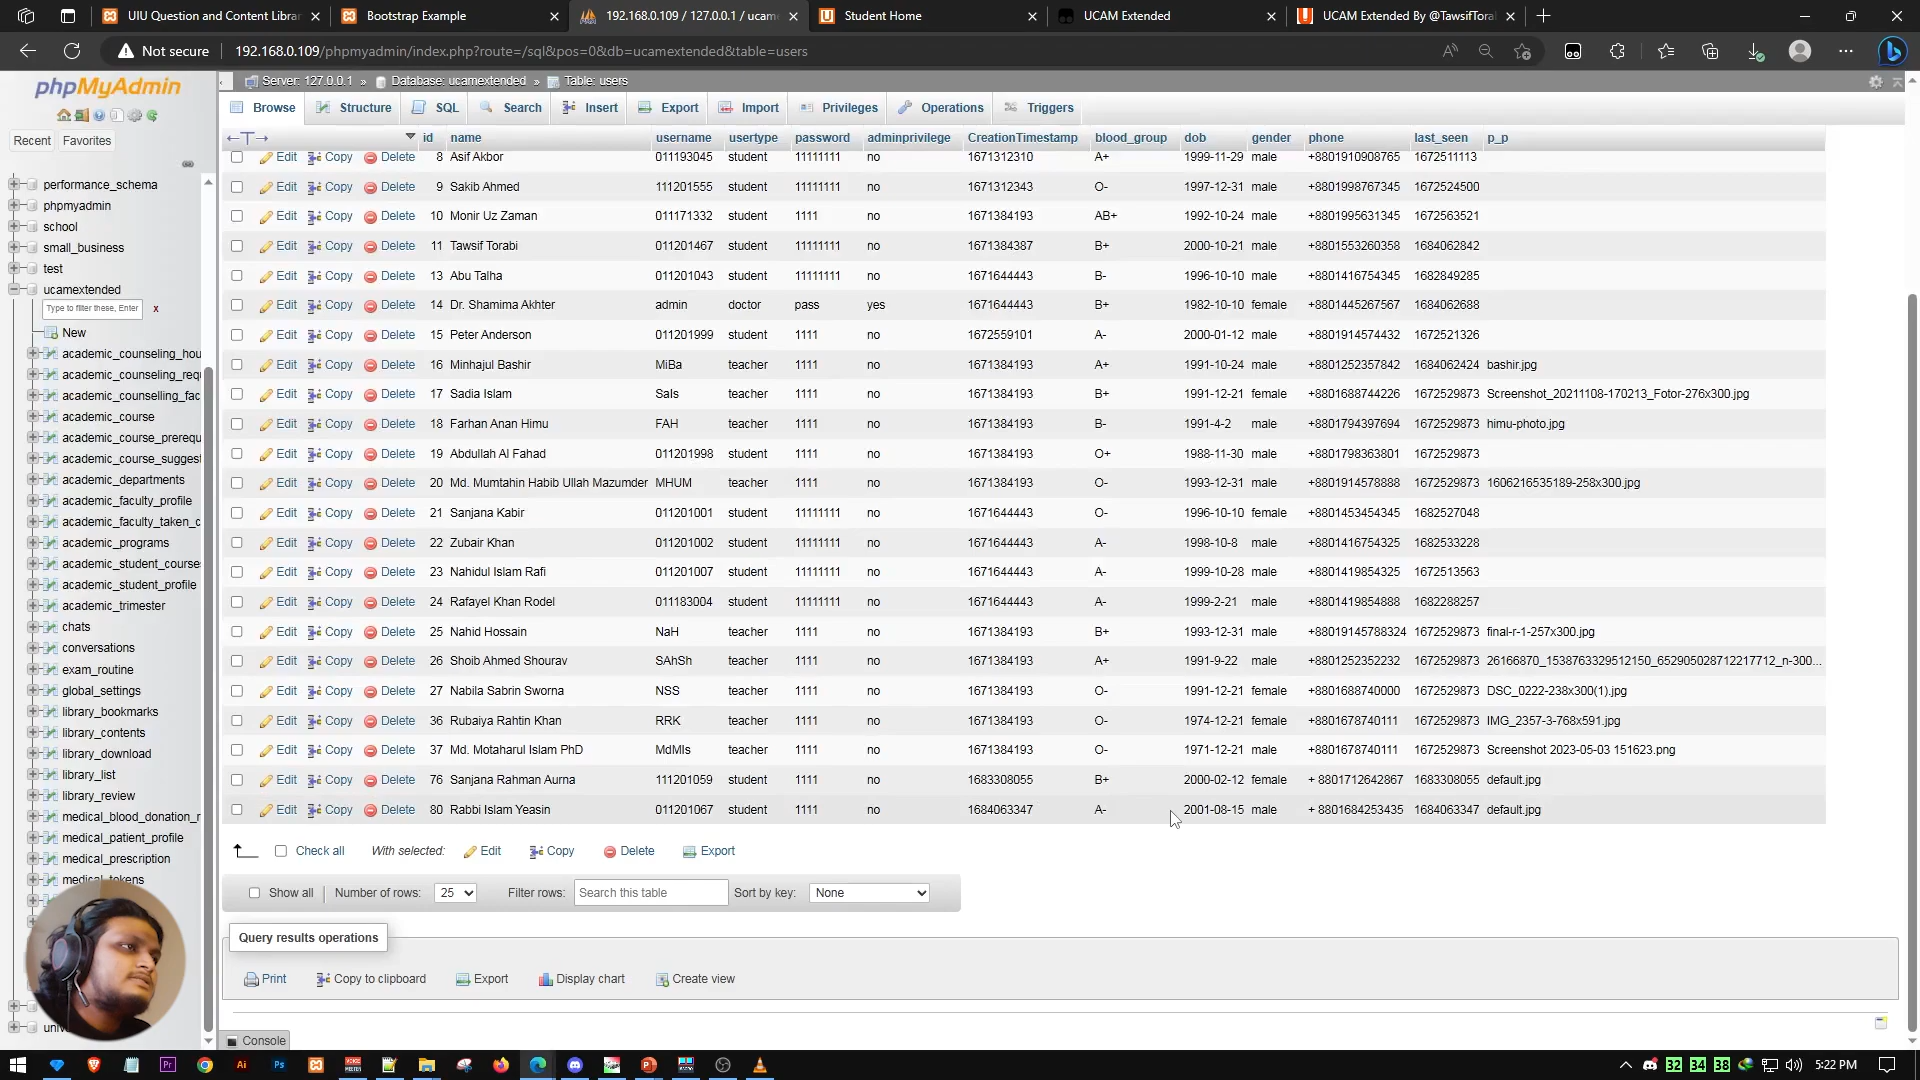 UIU Question and Content Librar
Bootstrap Example
192.168.0.109 / 127.0.0.1 / ucam
Student Home
UCAM Extended
UCAM Extended By @TawsifTorabi
Not secure
192.168.0.109/phpmyadmin/index.php?route=/sql&pos=0&db=ucamextended&table=users
phpMyAdmin
Recent Favorites
performance_schema
phpmyadmin
school
small_business
test
ucamextended
Type to filter these, Enter x
New
academic_counseling_hou
academic_counseling_req
academic_counselling_fac
academic_course
academic_course_prerequ
academic_course_suggest
academic_departments
academic_faculty_profile
academic_faculty_taken_c
academic_programs
academic_student_courses
academic_student_profile
academic_trimester
chats
conversations
exam_routine
global_settings
library_bookmarks
library_contents
library_download
library_list
library_review
medical_blood_donation_r
medical_patient_profile
medical_prescription
medical_tokens
Server: 127.0.0.1 » Database: ucamextended » Table: users
Browse Structure SQL Search Insert Export Import Privileges Operations Triggers
←T→ id name username usertype password adminprivilege CreationTimestamp blood_group dob gender phone last_seen p_p
Edit Copy Delete 8 Asif Akbor 011193045 student 11111111 no 1671312310 A+ 1999-11-29 male +8801910908765 1672511113
Edit Copy Delete 9 Sakib Ahmed 111201555 student 11111111 no 1671312343 O- 1997-12-31 male +8801998767345 1672524500
Edit Copy Delete 10 Monir Uz Zaman 011171332 student 1111 no 1671384193 AB+ 1992-10-24 male +8801995631345 1672563521
Edit Copy Delete 11 Tawsif Torabi 011201467 student 11111111 no 1671384387 B+ 2000-10-21 male +8801553260358 1684062842
Edit Copy Delete 13 Abu Talha 011201043 student 11111111 no 1671644443 B- 1996-10-10 male +8801416754345 1682849285
Edit Copy Delete 14 Dr. Shamima Akhter admin doctor pass yes 1671644443 B+ 1982-10-10 female +8801445267567 1684062688
Edit Copy Delete 15 Peter Anderson 011201999 student 1111 no 1672559101 A- 2000-01-12 male +8801914574432 1672521326
Edit Copy Delete 16 Minhajul Bashir MiBa teacher 1111 no 1671384193 A+ 1991-10-24 male +8801252357842 1684062424 bashir.jpg
Edit Copy Delete 17 Sadia Islam SaIs teacher 1111 no 1671384193 B+ 1991-12-21 female +8801688744226 1672529873 Screenshot_20211108-170213_Fotor-276x300.jpg
Edit Copy Delete 18 Farhan Anan Himu FAH teacher 1111 no 1671384193 B- 1991-4-2 male +8801794397694 1672529873 himu-photo.jpg
Edit Copy Delete 19 Abdullah Al Fahad 011201998 student 1111 no 1671384193 O+ 1988-11-30 male +8801798363801 1672529873
Edit Copy Delete 20 Md. Mumtahin Habib Ullah Mazumder MHUM teacher 1111 no 1671384193 O- 1993-12-31 male +8801914578888 1672529873 1606216535189-258x300.jpg
Edit Copy Delete 21 Sanjana Kabir 011201001 student 11111111 no 1671644443 O- 1996-10-10 female +8801453454345 1682527048
Edit Copy Delete 22 Zubair Khan 011201002 student 11111111 no 1671644443 A- 1998-10-8 male +8801416754325 1682533228
Edit Copy Delete 23 Nahidul Islam Rafi 011201007 student 11111111 no 1671644443 A- 1999-10-28 male +8801419854325 1672513563
Edit Copy Delete 24 Rafayel Khan Rodel 011183004 student 11111111 no 1671644443 A- 1999-2-21 male +8801419854888 1682288257
Edit Copy Delete 25 Nahid Hossain NaH teacher 1111 no 1671384193 B+ 1993-12-31 male +88019145788324 1672529873 final-r-1-257x300.jpg
Edit Copy Delete 26 Shoib Ahmed Shourav SAhSh teacher 1111 no 1671384193 A+ 1991-9-22 male +8801252352232 1672529873 26166870_1538763329512150_652905028712217712_n-300...
Edit Copy Delete 27 Nabila Sabrin Sworna NSS teacher 1111 no 1671384193 O- 1991-12-21 female +8801688740000 1672529873 DSC_0222-238x300(1).jpg
Edit Copy Delete 36 Rubaiya Rahtin Khan RRK teacher 1111 no 1671384193 O- 1974-12-21 female +8801678740111 1672529873 IMG_2357-3-768x591.jpg
Edit Copy Delete 37 Md. Motaharul Islam PhD MdMIs teacher 1111 no 1671384193 O- 1971-12-21 male +8801678740111 1672529873 Screenshot 2023-05-03 151623.png
Edit Copy Delete 76 Sanjana Rahman Aurna 111201059 student 1111 no 1683308055 B+ 2000-02-12 female + 8801712642867 1683308055 default.jpg
Edit Copy Delete 80 Rabbi Islam Yeasin 011201067 student 1111 no 1684063347 A- 2001-08-15 male + 8801684253435 1684063347 default.jpg
Check all With selected: Edit Copy Delete Export
Show all Number of rows: 25 Filter rows: Search this table Sort by key: None
Query results operations
Print Copy to clipboard Export Display chart Create view
Console
32 34 38 5:22 PM